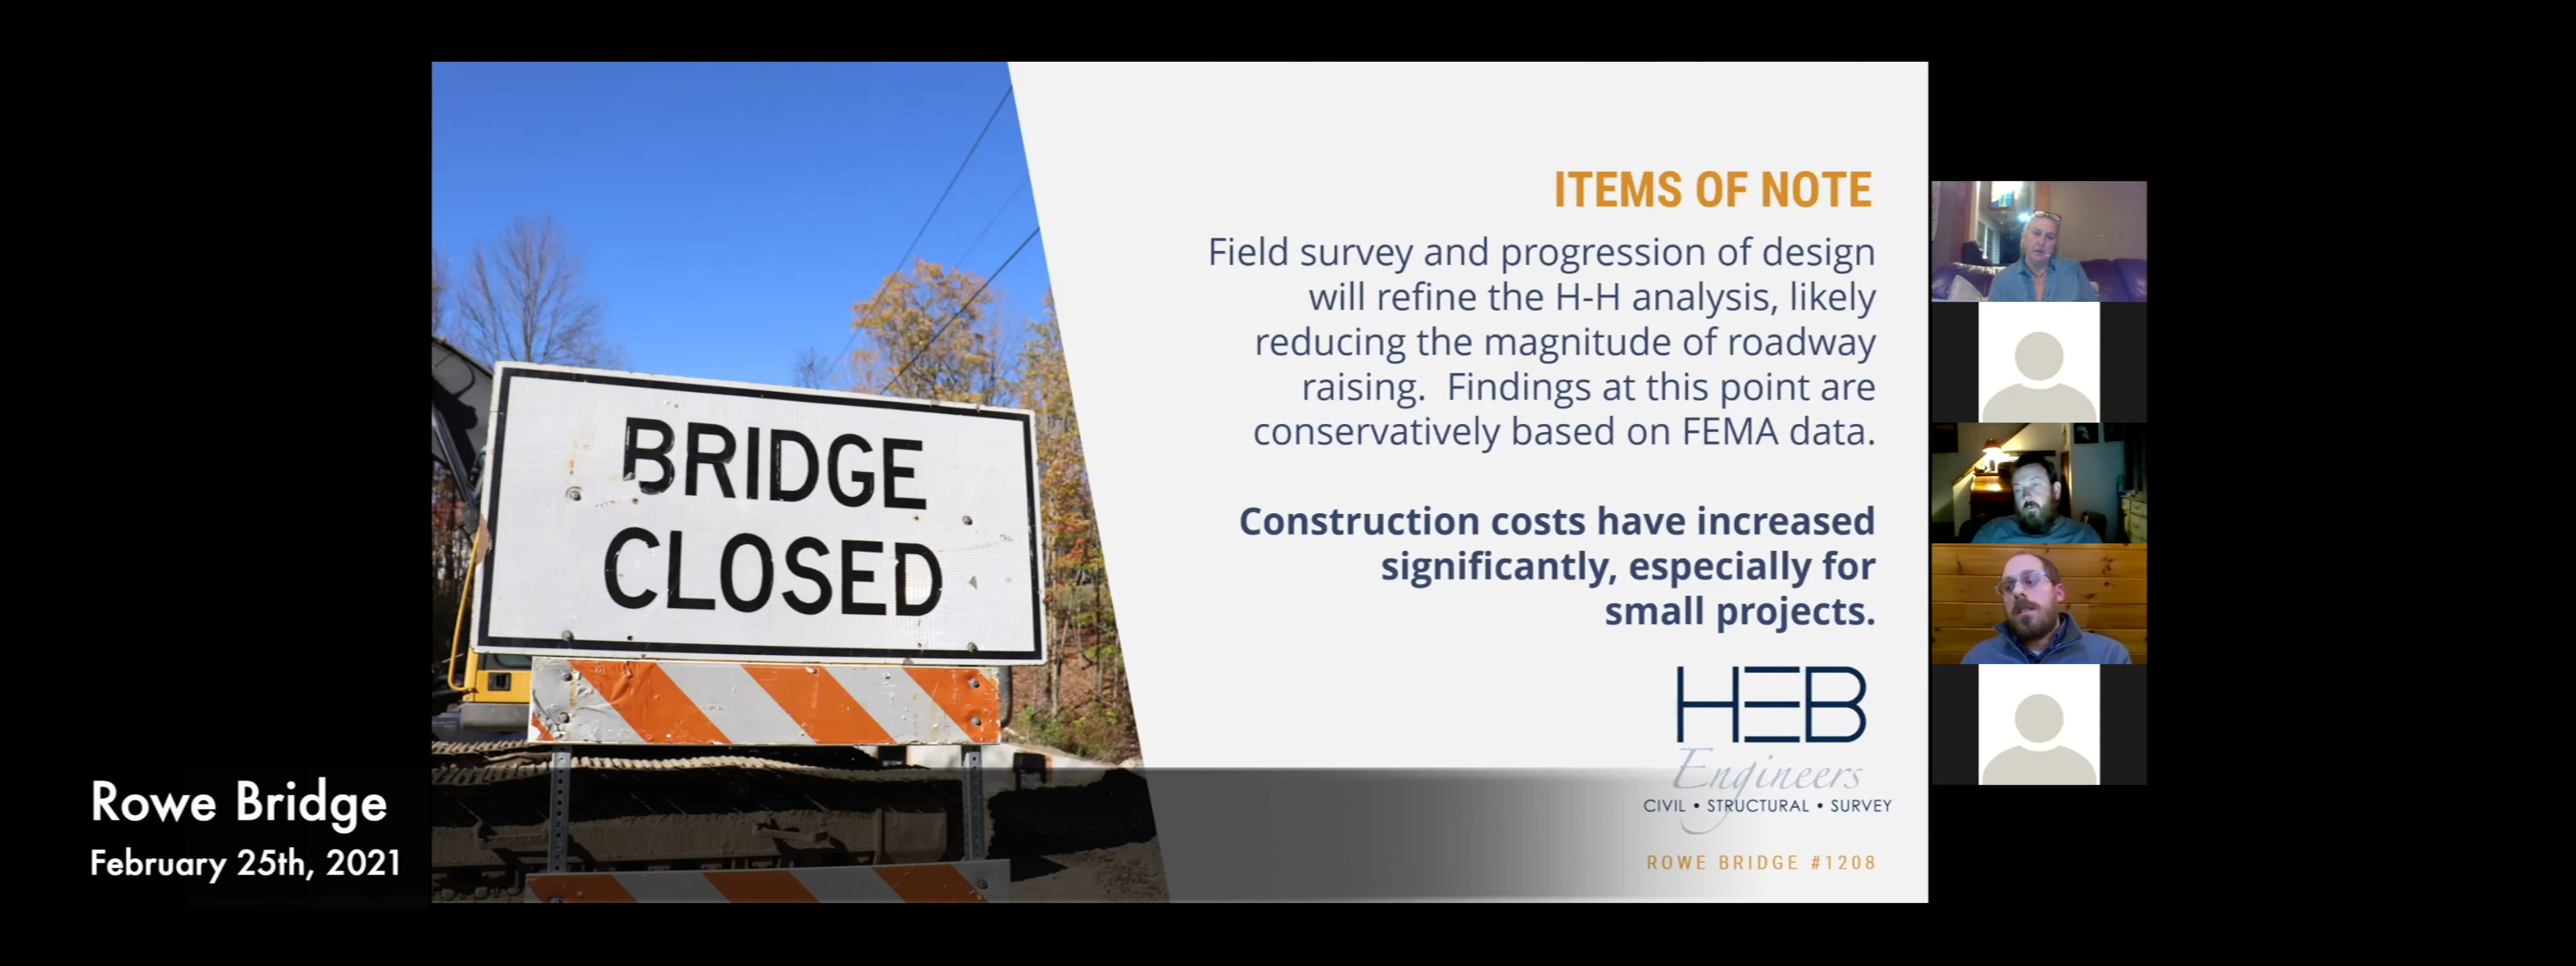 BRIDGE
CLOSED
ITEMS OF NOTE
Field survey and progression of design
will refine the H-H analysis, likely
reducing the magnitude of roadway
raising. Findings at this point are
conservatively based on FEMA data.
Construction costs have increased
significantly, especially for
small projects.
HEB
Engineers
CIVIL • STRUCTURAL • SURVEY
ROWE BRIDGE #1208
Rowe Bridge
February 25th, 2021